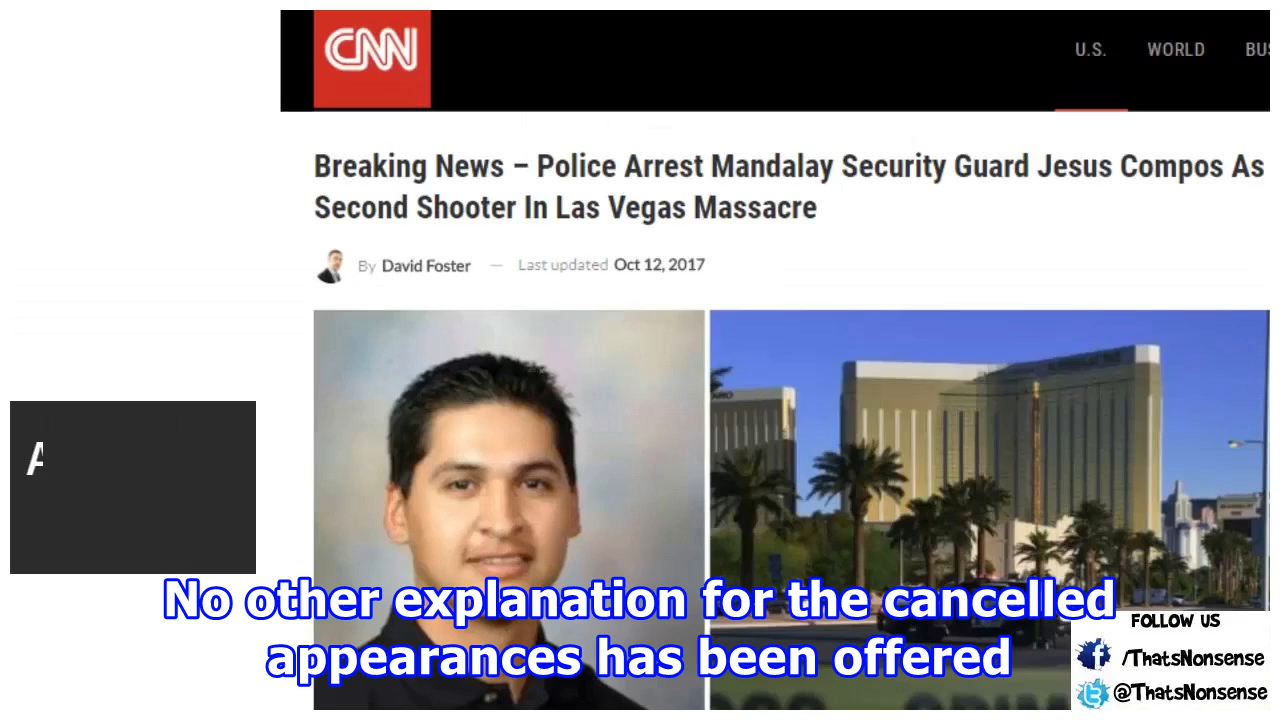 CNN
U.S. WORLD BUS
Breaking News – Police Arrest Mandalay Security Guard Jesus Compos As
Second Shooter In Las Vegas Massacre
By David Foster — Last updated Oct 12, 2017
A
No other explanation for the cancelled
appearances has been offered
FOLLOW US
/ThatsNonsense
@ThatsNonsense